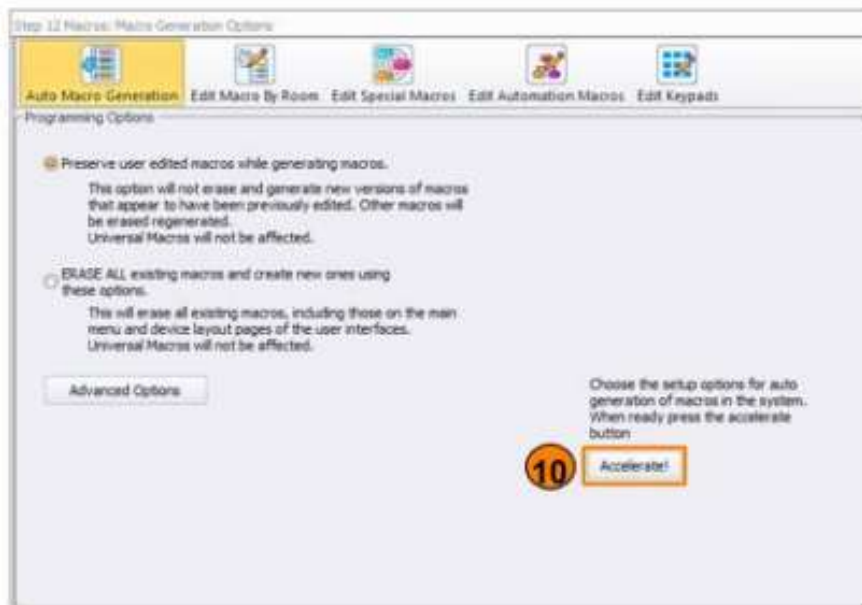 Step 12 Macros: Macro Generation Options
Auto Macro Generation Edit Macro By Room Edit Special Macros Edit Automation Macros Edit Keypads
Programming Options
Preserve user edited macros while generating macros.
This option will not erase and generate new versions of macros
that appear to have been previously edited. Other macros will
be erased regenerated.
Universal Macros will not be affected.
ERASE ALL existing macros and create new ones using
these options.
This will erase all existing macros, including those on the main
menu and device layout pages of the user interfaces.
Universal Macros will not be affected.
Advanced Options
Choose the setup options for auto
generation of macros in the system.
When ready press the accelerate
button
10 Accelerate!